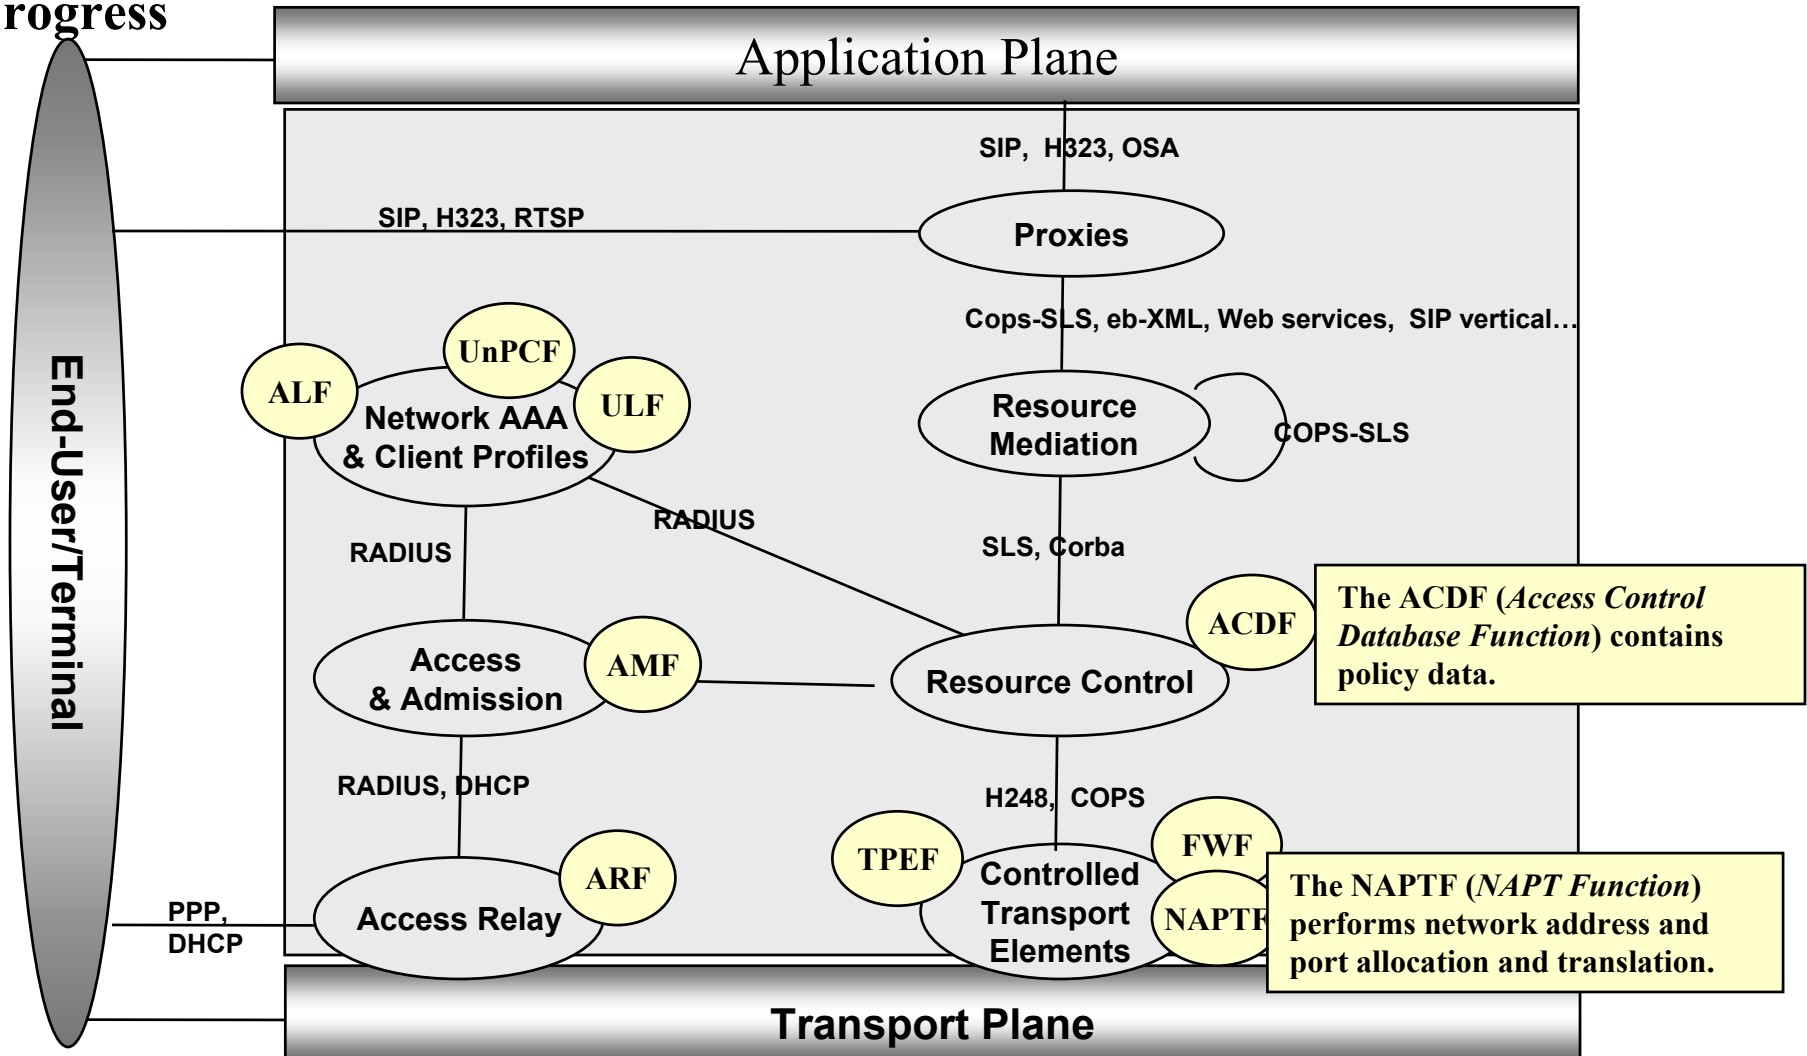 rogress
Application Plane
SIP,  H323, OSA
SIP, H323, RTSP
Proxies
Cops-SLS, eb-XML, Web services,  SIP vertical…
End-User/Terminal
ALF
UnPCF
ULF
Network AAA
& Client Profiles
Resource
Mediation
COPS-SLS
RADIUS
RADIUS
SLS, Corba
Access
& Admission
AMF
Resource Control
ACDF
The ACDF (Access Control
Database Function) contains
policy data.
RADIUS, DHCP
H248,  COPS
PPP,
DHCP
Access Relay
ARF
TPEF
Controlled
Transport
Elements
FWF
NAPTF
The NAPTF (NAPT Function)
performs network address and
port allocation and translation.
Transport Plane